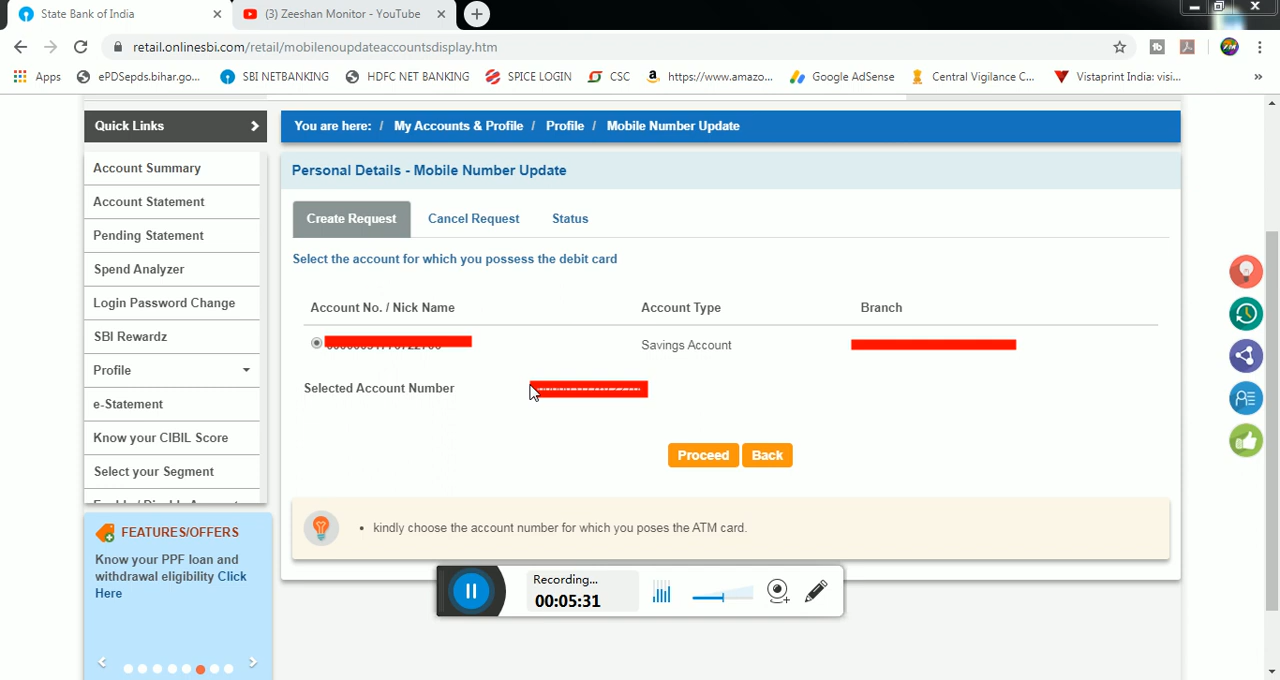 State Bank of India
(3) Zeeshan Monitor - YouTube
retail.onlinesbi.com/retail/mobilenoupdateaccountsdisplay.htm
Apps ePDSepds.bihar.go... SBI NETBANKING HDFC NET BANKING SPICE LOGIN CSC https://www.amazo... Google AdSense Central Vigilance C... Vistaprint India: visi... »
Quick Links
You are here: / My Accounts & Profile / Profile / Mobile Number Update
Account Summary
Account Statement
Pending Statement
Spend Analyzer
Login Password Change
SBI Rewardz
Profile
e-Statement
Know your CIBIL Score
Select your Segment
Personal Details - Mobile Number Update
Create Request Cancel Request Status
Select the account for which you possess the debit card
Account No. / Nick Name Account Type Branch
Savings Account
Selected Account Number
Proceed Back
• kindly choose the account number for which you poses the ATM card.
FEATURES/OFFERS
Know your PPF loan and
withdrawal eligibility Click
Here
Recording...
00:05:31